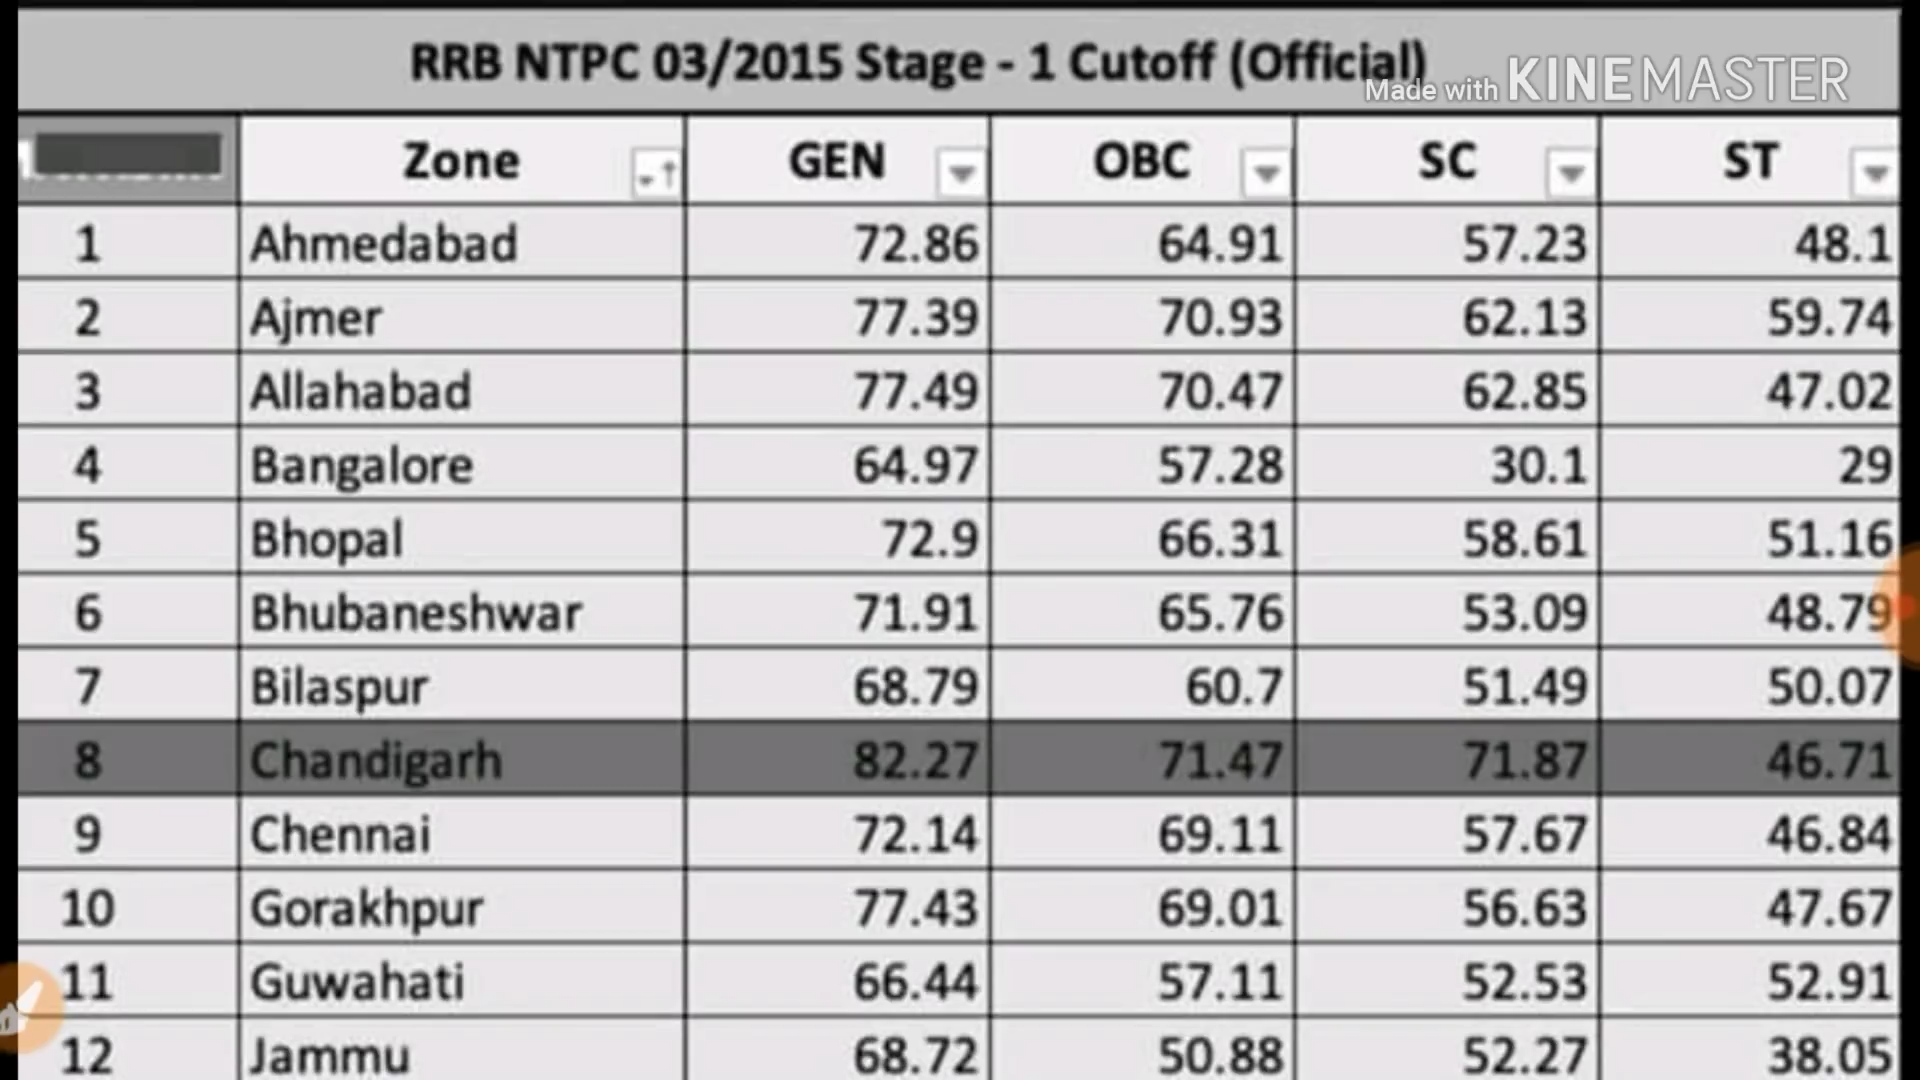 RRB NTPC 03/2015 Stage - 1 Cutoff (Official)
Made with KINEMASTER
Zone GEN OBC SC ST
1 Ahmedabad 72.86 64.91 57.23 48.1
2 Ajmer 77.39 70.93 62.13 59.74
3 Allahabad 77.49 70.47 62.85 47.02
4 Bangalore 64.97 57.28 30.1 29
5 Bhopal 72.9 66.31 58.61 51.16
6 Bhubaneshwar 71.91 65.76 53.09 48.79
7 Bilaspur 68.79 60.7 51.49 50.07
8 Chandigarh 82.27 71.47 71.87 46.71
9 Chennai 72.14 69.11 57.67 46.84
10 Gorakhpur 77.43 69.01 56.63 47.67
11 Guwahati 66.44 57.11 52.53 52.91
12 Jammu 68.72 50.88 52.27 38.05